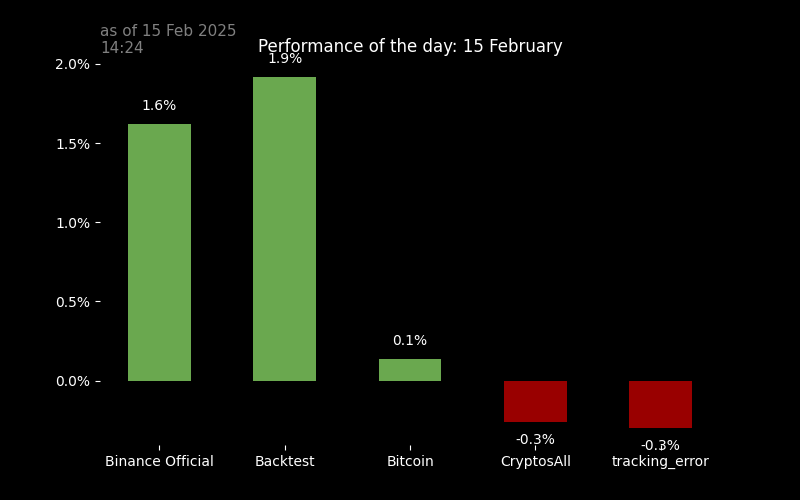 as of 15 Feb 2025
14:24
Performance of the day: 15 February
2.0%
1.5%
1.0%
0.5%
0.0%
1.6%
1.9%
0.1%
-0.3%
-0.3%
Binance Official
Backtest
Bitcoin
CryptosAll
tracking_error